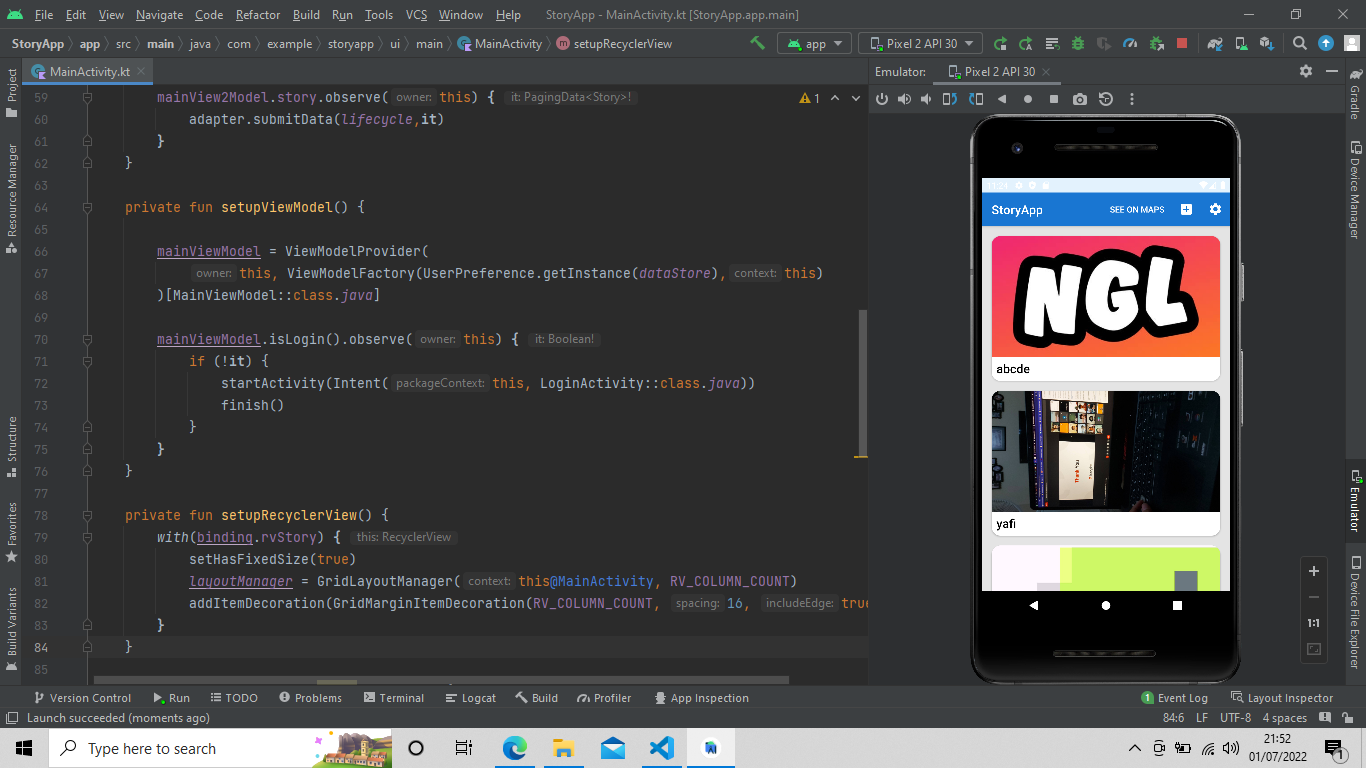 File Edit View Navigate Code Refactor Build Run Tools VCS Window Help StoryApp - MainActivity.kt [StoryApp.app.main]
StoryApp app src main java com example storyapp ui main MainActivity setupRecyclerView app Pixel 2 API 30
MainActivity.kt
Emulator: Pixel 2 API 30
Project
Resource Manager
Structure
Favorites
Build Variants
59 mainView2Model.story.observe( owner: this) { it: PagingData<Story>!
1
60 adapter.submitData(lifecycle,it)
61 }
62 }
63
64 private fun setupViewModel() {
65
66 mainViewModel = ViewModelProvider(
67 owner: this, ViewModelFactory(UserPreference.getInstance(dataStore), context: this)
68 )[MainViewModel::class.java]
69
70 mainViewModel.isLogin().observe( owner: this) { it: Boolean!
71 if (!it) {
72 startActivity(Intent( packageContext: this, LoginActivity::class.java))
73 finish()
74 }
75 }
76 }
77
78 private fun setupRecyclerView() {
79 with(binding.rvStory) { this: RecyclerView
80 setHasFixedSize(true)
81 layoutManager = GridLayoutManager( context: this@MainActivity, RV_COLUMN_COUNT)
82 addItemDecoration(GridMarginItemDecoration(RV_COLUMN_COUNT, spacing: 16, includeEdge: true
83 }
84 }
85
StoryApp SEE ON MAPS
NGL
abcde
Thank You
yafi
1:1
Gradle
Device Manager
Emulator
Device File Explorer
Version Control Run TODO Problems Terminal Logcat Build Profiler App Inspection 1 Event Log Layout Inspector
Launch succeeded (moments ago) 84:6 LF UTF-8 4 spaces
Type here to search
21:52
01/07/2022
1